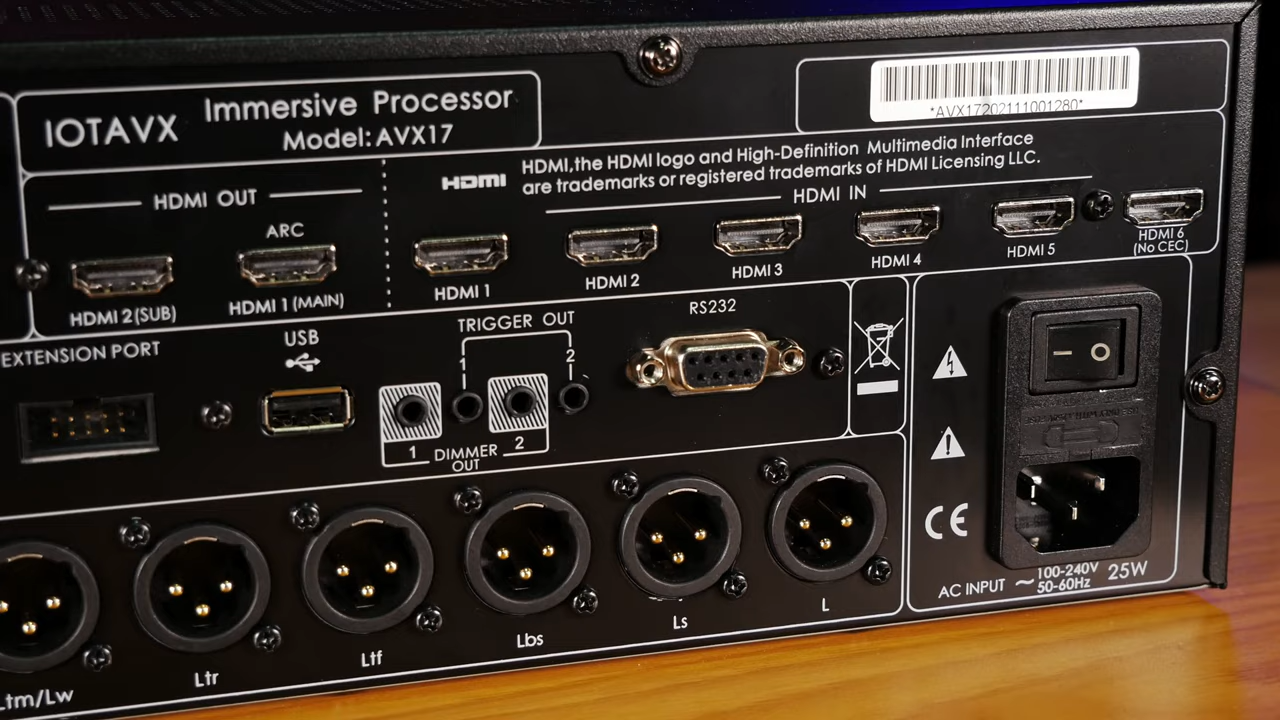 IOTAVX
Immersive Processor
Model: AVX17
*AVX17202111001280*
HDMI
HDMI,the HDMI logo and High-Definition Multimedia Interface
are trademarks or registered trademarks of HDMI Licensing LLC.
HDMI OUT
HDMI IN
ARC
HDMI 2(SUB)
HDMI 1(MAIN)
HDMI 1
HDMI 2
HDMI 3
HDMI 4
HDMI 5
HDMI 6
(No CEC)
EXTENSION PORT
USB
TRIGGER OUT
1
2
1
2
DIMMER
OUT
RS232
CE
AC INPUT ~ 100-240V
50-60Hz
25W
Ltm/Lw
Ltr
Ltf
Lbs
Ls
L